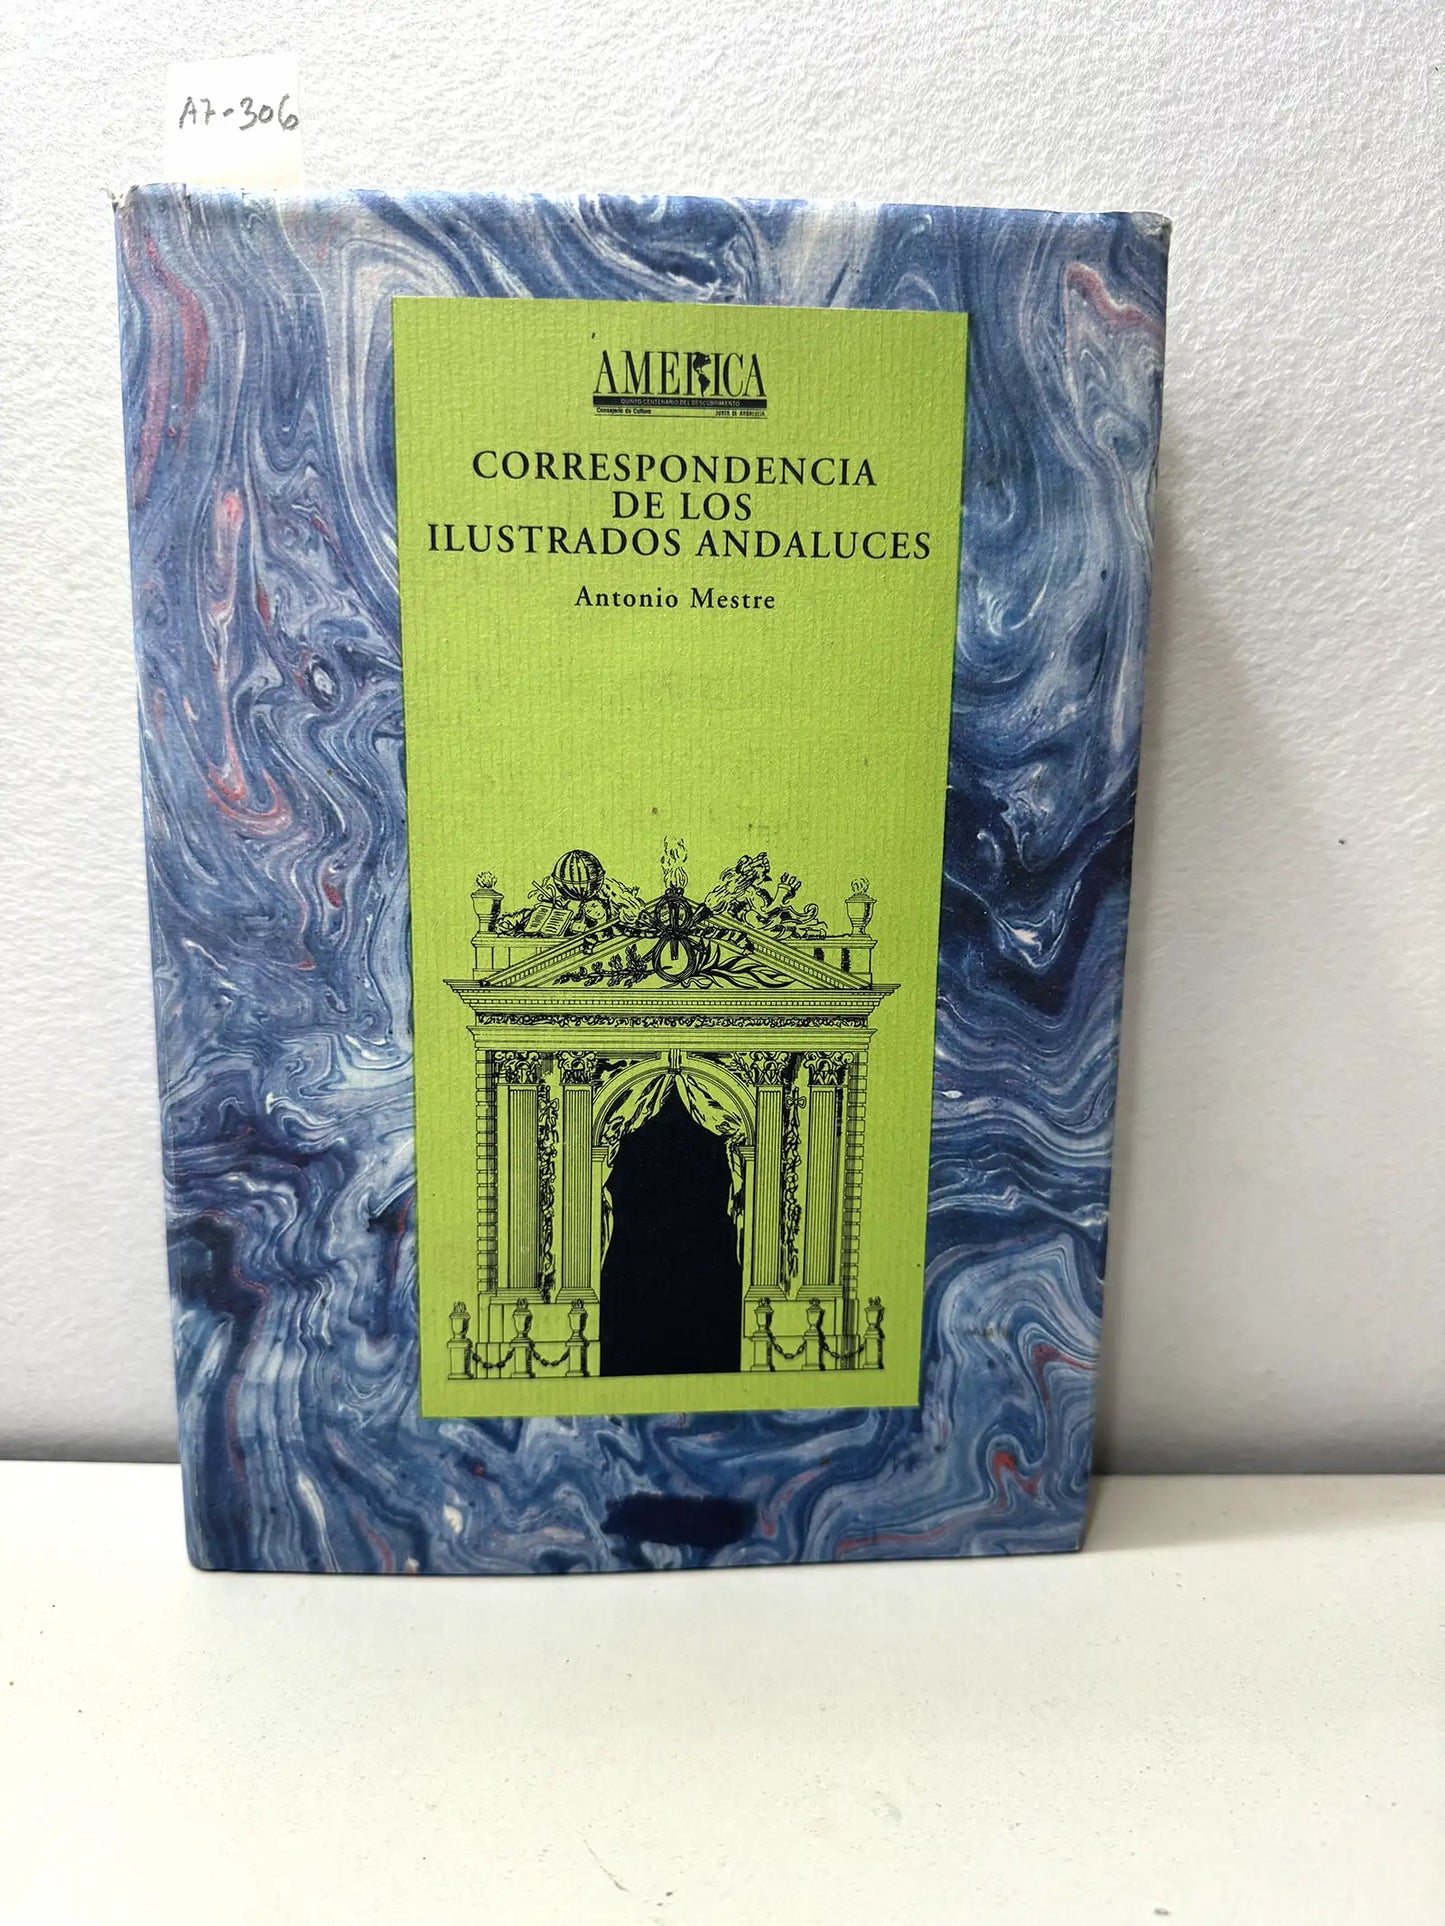 A7-306
AMERICA
QUINTO CENTENARIO DEL DESCUBRIMIENTO
Consejería de Cultura JUNTA DE ANDALUCIA
CORRESPONDENCIA
DE LOS
ILUSTRADOS ANDALUCES
Antonio Mestre